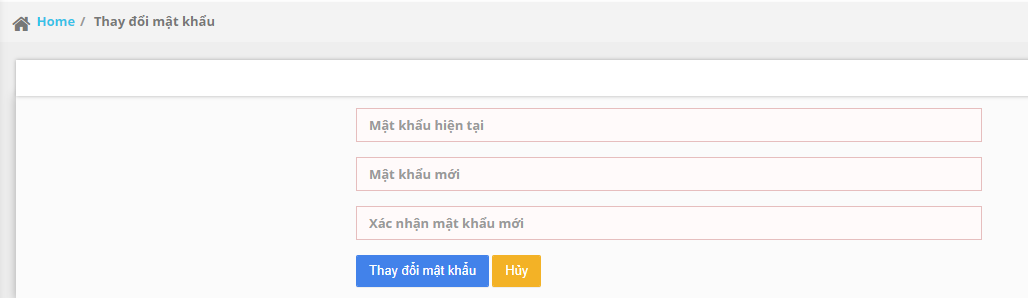 Home / Thay đổi mật khẩu
Mật khẩu hiện tại
Mật khẩu mới
Xác nhận mật khẩu mới
Thay đổi mật khẩu Hủy